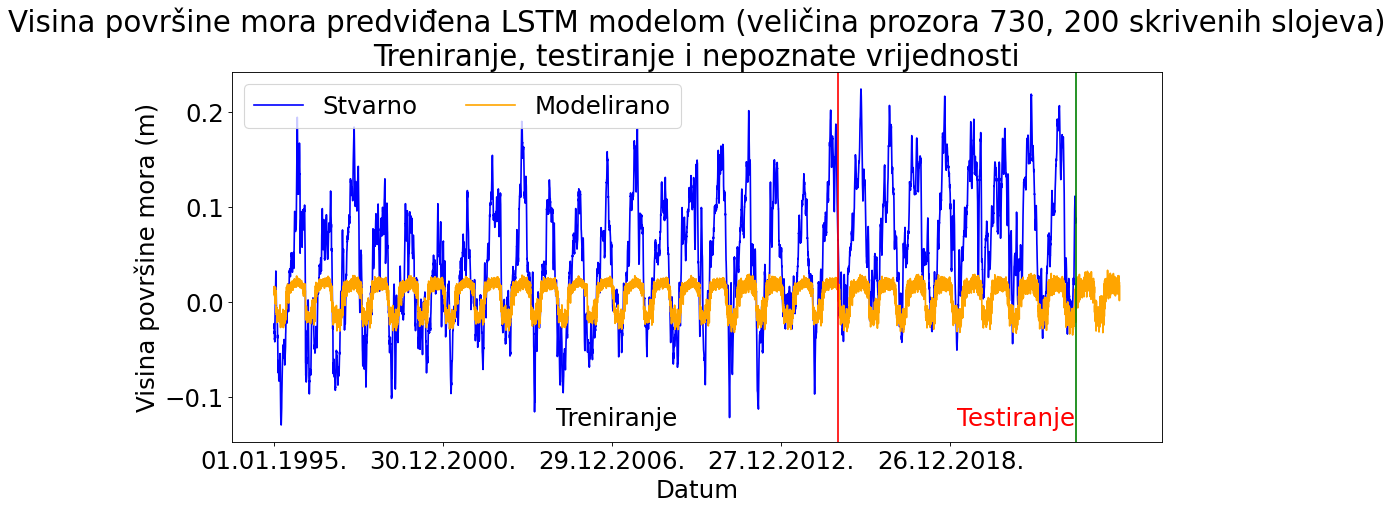 Visina površine mora predviđena LSTM modelom (veličina prozora 730, 200 skrivenih slojeva)
Treniranje, testiranje i nepoznate vrijednosti
Stvarno Modelirano
Visina površine mora (m)
0.2
0.1
0.0
−0.1
Treniranje Testiranje
01.01.1995. 30.12.2000. 29.12.2006. 27.12.2012. 26.12.2018.
Datum